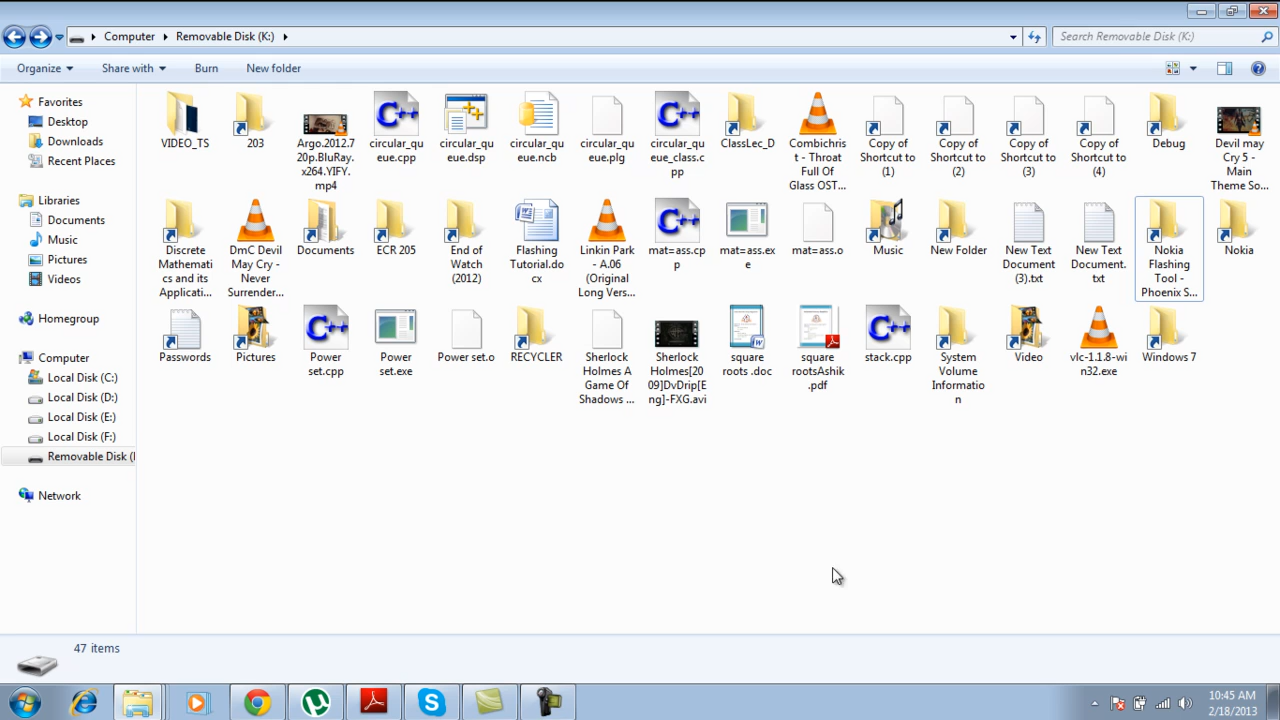 Computer Removable Disk (K:) Search Removable Disk (K:)
Organize Share with Burn New folder
Favorites
Desktop
Downloads
Recent Places
Libraries
Documents
Music
Pictures
Videos
Homegroup
Computer
Local Disk (C:)
Local Disk (D:)
Local Disk (E:)
Local Disk (F:)
Removable Disk (
Network
VIDEO_TS
203
Argo.2012.7
20p.BluRay.
x264.YIFY.
mp4
C++
circular_qu
eue.cpp
circular_qu
eue.dsp
circular_qu
eue.ncb
circular_qu
eue.plg
C++
circular_qu
eue_class.c
pp
ClassLec_D
Combichris
t - Throat
Full Of
Glass OST...
Copy of
Shortcut to
(1)
Copy of
Shortcut to
(2)
Copy of
Shortcut to
(3)
Copy of
Shortcut to
(4)
Debug
Devil may
Cry 5 -
Main
Theme So...
Discrete
Mathemati
cs and its
Applicati...
DmC Devil
May Cry -
Never
Surrender...
Documents
ECR 205
End of
Watch
(2012)
Flashing
Tutorial.do
cx
Linkin Park
- A.06
(Original
Long Vers...
C++
mat=ass.cp
p
mat=ass.ex
e
mat=ass.o
Music
New Folder
New Text
Document
(3).txt
New Text
Document.
txt
Nokia
Flashing
Tool -
Phoenix S...
Nokia
Passwords
Pictures
C++
Power
set.cpp
Power
set.exe
Power set.o
RECYCLER
Sherlock
Holmes A
Game Of
Shadows ...
Sherlock
Holmes[20
09]DvDrip[E
ng]-FXG.avi
square
roots .doc
square
rootsAshik
.pdf
C++
stack.cpp
System
Volume
Informatio
n
Video
vlc-1.1.8-wi
n32.exe
Windows 7
47 items
10:45 AM
2/18/2013